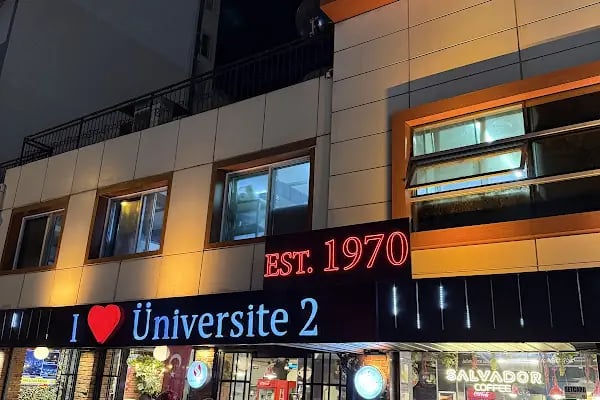 EST. 1970
I ❤ Üniversite 2
SALVADOR
COFFEE